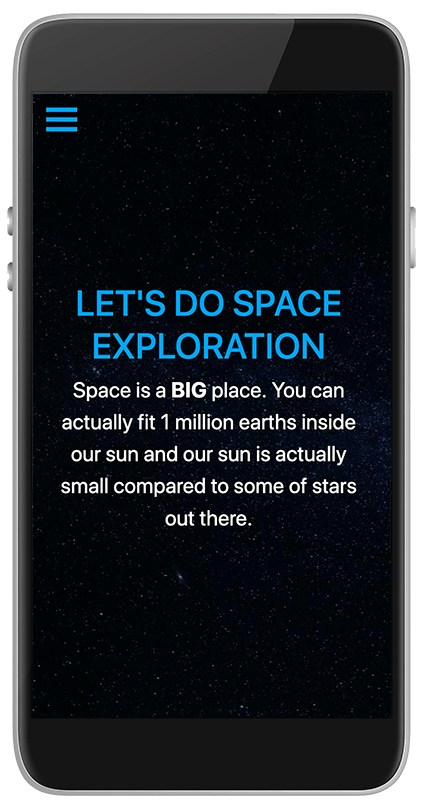 LET'S DO SPACE
EXPLORATION
Space is a BIG place. You can
actually fit 1 million earths inside
our sun and our sun is actually
small compared to some of stars
out there.